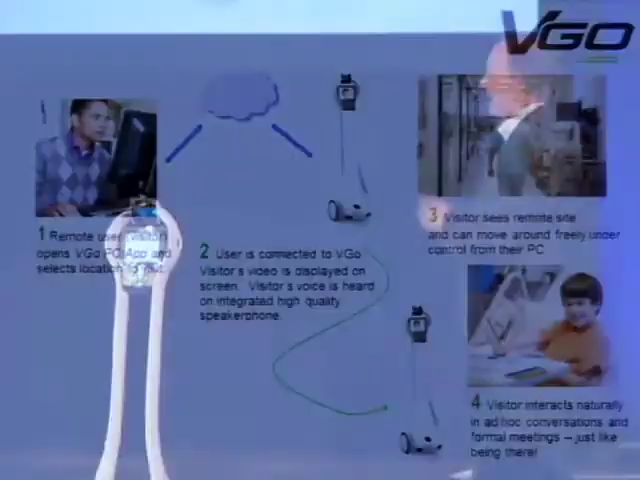 VGO
1 Remote user (visitor)
opens VGo PC App and
selects location to visit
2 User is connected to VGo
Visitor's video is displayed on
screen. Visitor's voice is heard
on integrated high quality
speakerphone.
3 Visitor sees remote site
and can move around freely under
control from their PC
4 Visitor interacts naturally
in ad hoc conversations and
formal meetings – just like
being there!